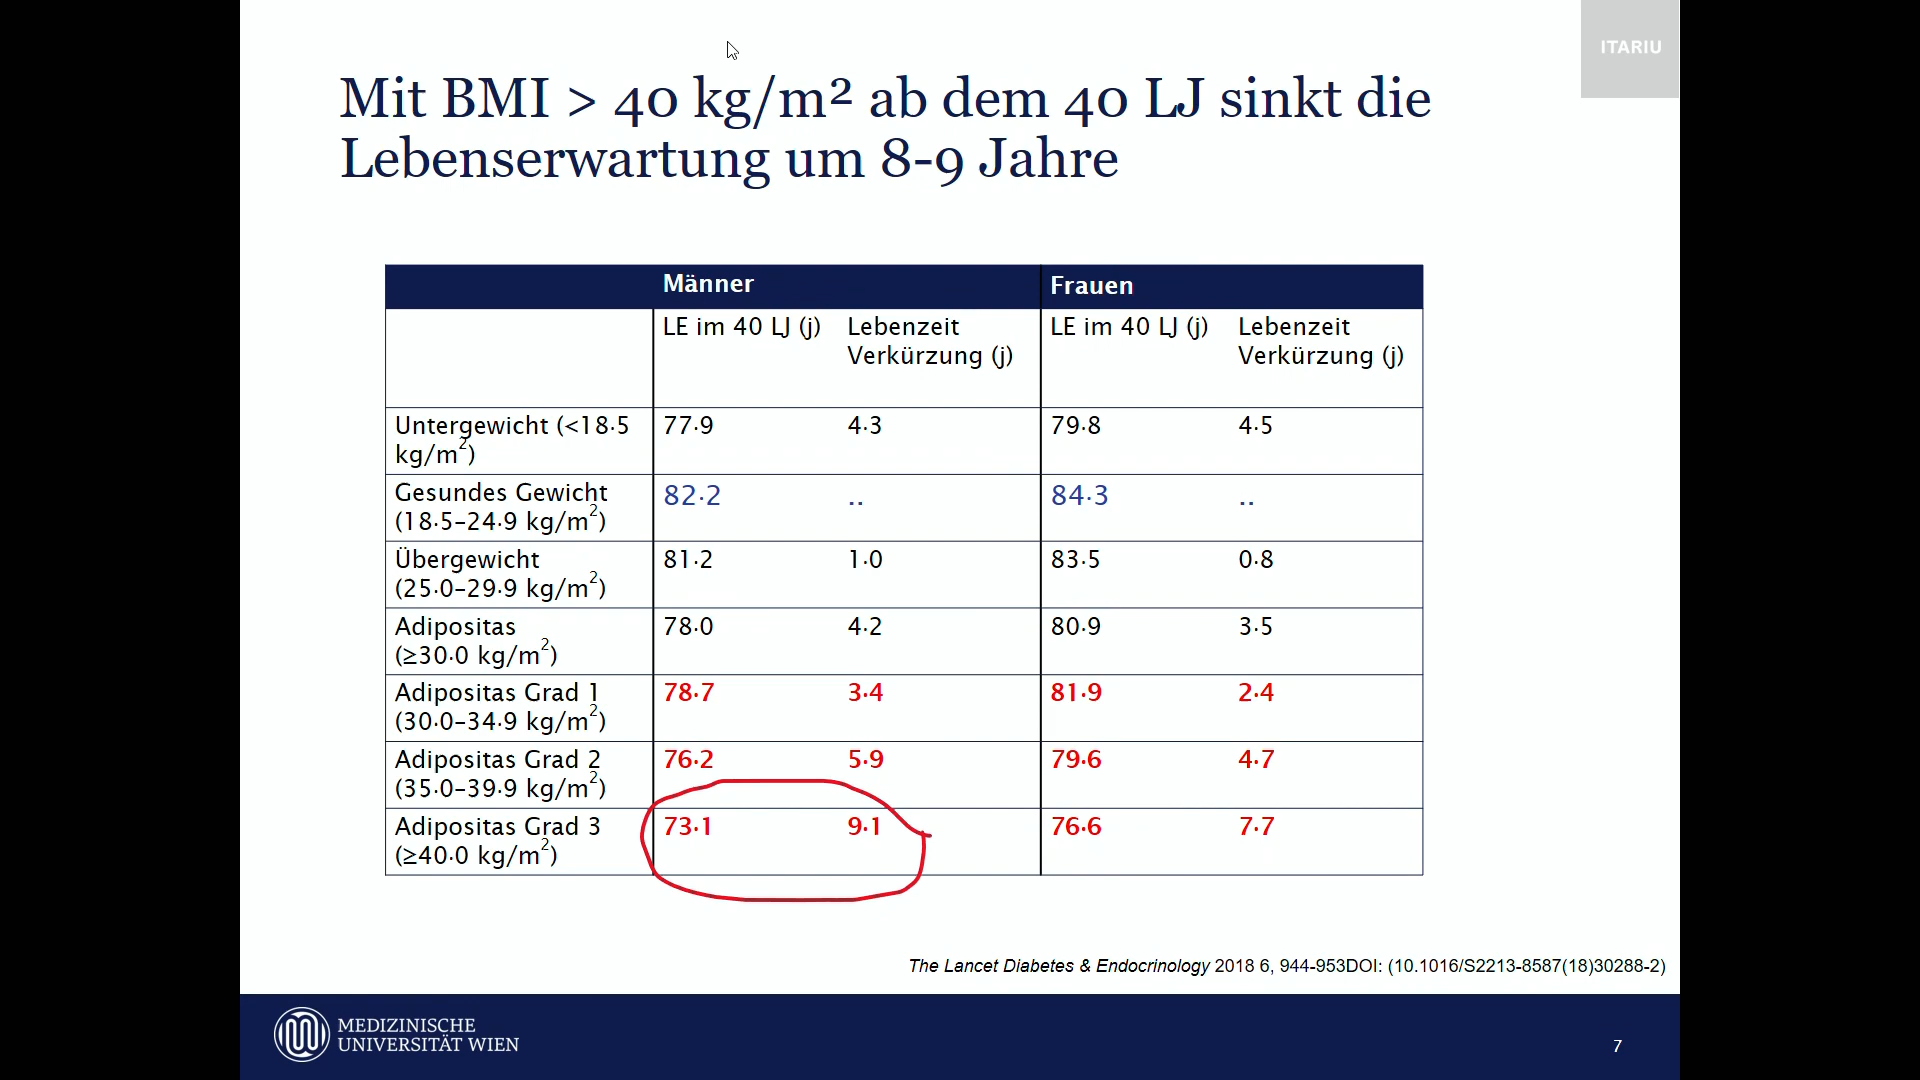 ITARIU
Mit BMI > 40 kg/m² ab dem 40 LJ sinkt die
Lebenserwartung um 8-9 Jahre
Männer Frauen
LE im 40 LJ (j) Lebenzeit LE im 40 LJ (j) Lebenzeit
Verkürzung (j) Verkürzung (j)
Untergewicht (<18·5 77·9 4·3 79·8 4·5
kg/m²)
Gesundes Gewicht 82·2 .. 84·3 ..
(18·5–24·9 kg/m²)
Übergewicht 81·2 1·0 83·5 0·8
(25·0–29·9 kg/m²)
Adipositas 78·0 4·2 80·9 3·5
(≥30·0 kg/m²)
Adipositas Grad 1 78·7 3·4 81·9 2·4
(30·0–34·9 kg/m²)
Adipositas Grad 2 76·2 5·9 79·6 4·7
(35·0–39·9 kg/m²)
Adipositas Grad 3 73·1 9·1 76·6 7·7
(≥40·0 kg/m²)
The Lancet Diabetes & Endocrinology 2018 6, 944-953DOI: (10.1016/S2213-8587(18)30288-2)
MEDIZINISCHE
UNIVERSITÄT WIEN
7